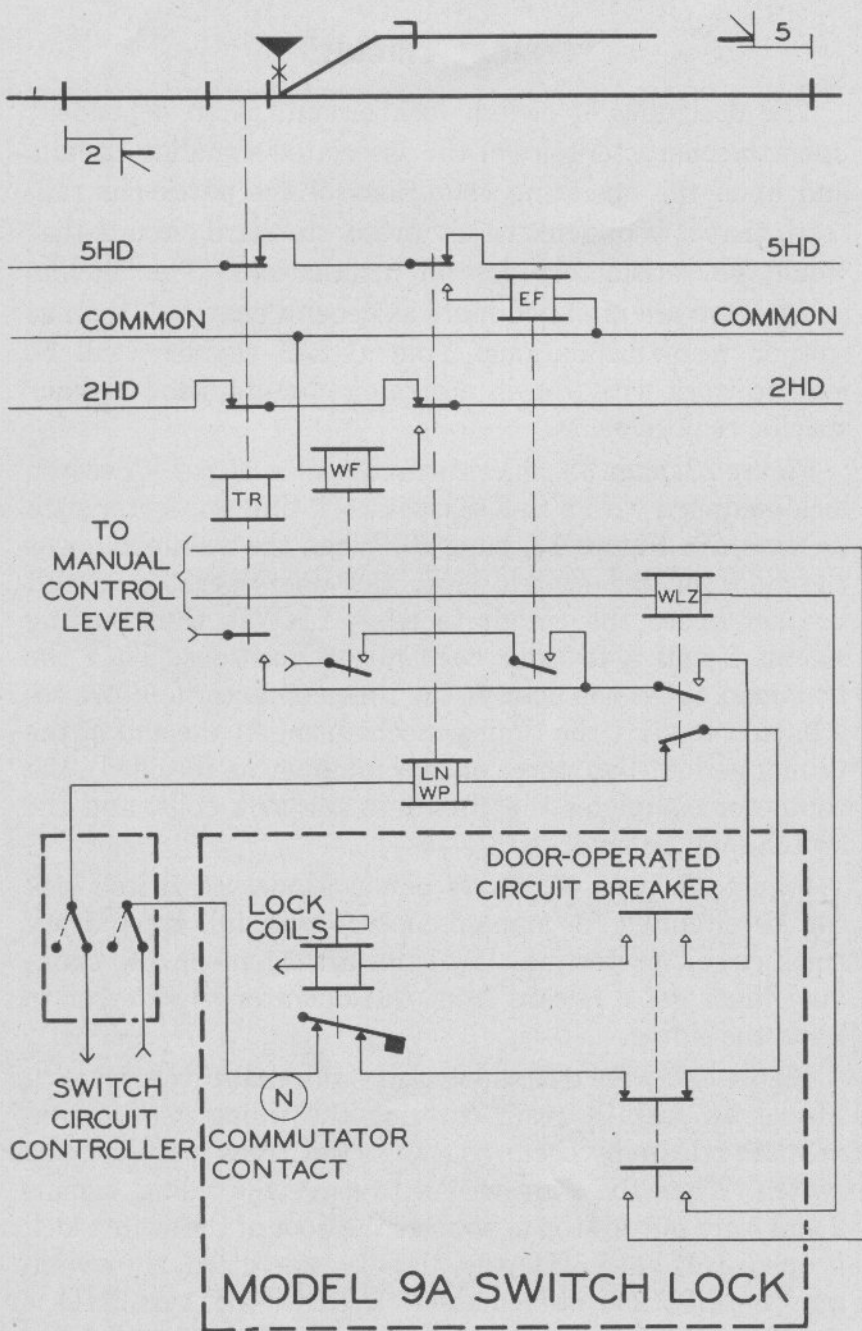 5
2
5HD 5HD
EF
COMMON COMMON
2HD 2HD
WF
TR
TO
MANUAL
CONTROL
LEVER
WLZ
LN
WP
DOOR-OPERATED
CIRCUIT BREAKER
LOCK
COILS
SWITCH
CIRCUIT
CONTROLLER
N
COMMUTATOR
CONTACT
MODEL 9A SWITCH LOCK